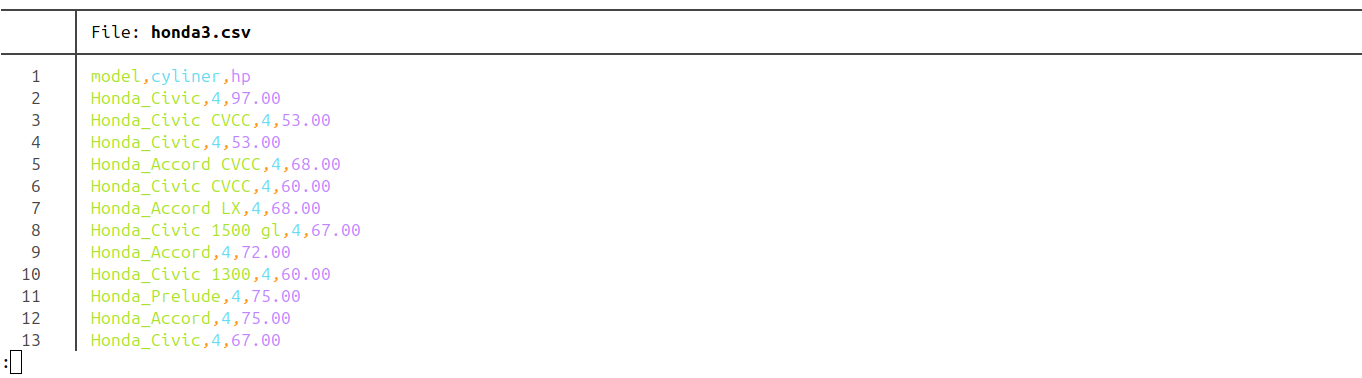 File: honda3.csv
1 model,cyliner,hp
2 Honda_Civic,4,97.00
3 Honda_Civic CVCC,4,53.00
4 Honda_Civic,4,53.00
5 Honda_Accord CVCC,4,68.00
6 Honda_Civic CVCC,4,60.00
7 Honda_Accord LX,4,68.00
8 Honda_Civic 1500 gl,4,67.00
9 Honda_Accord,4,72.00
10 Honda_Civic 1300,4,60.00
11 Honda_Prelude,4,75.00
12 Honda_Accord,4,75.00
13 Honda_Civic,4,67.00
: